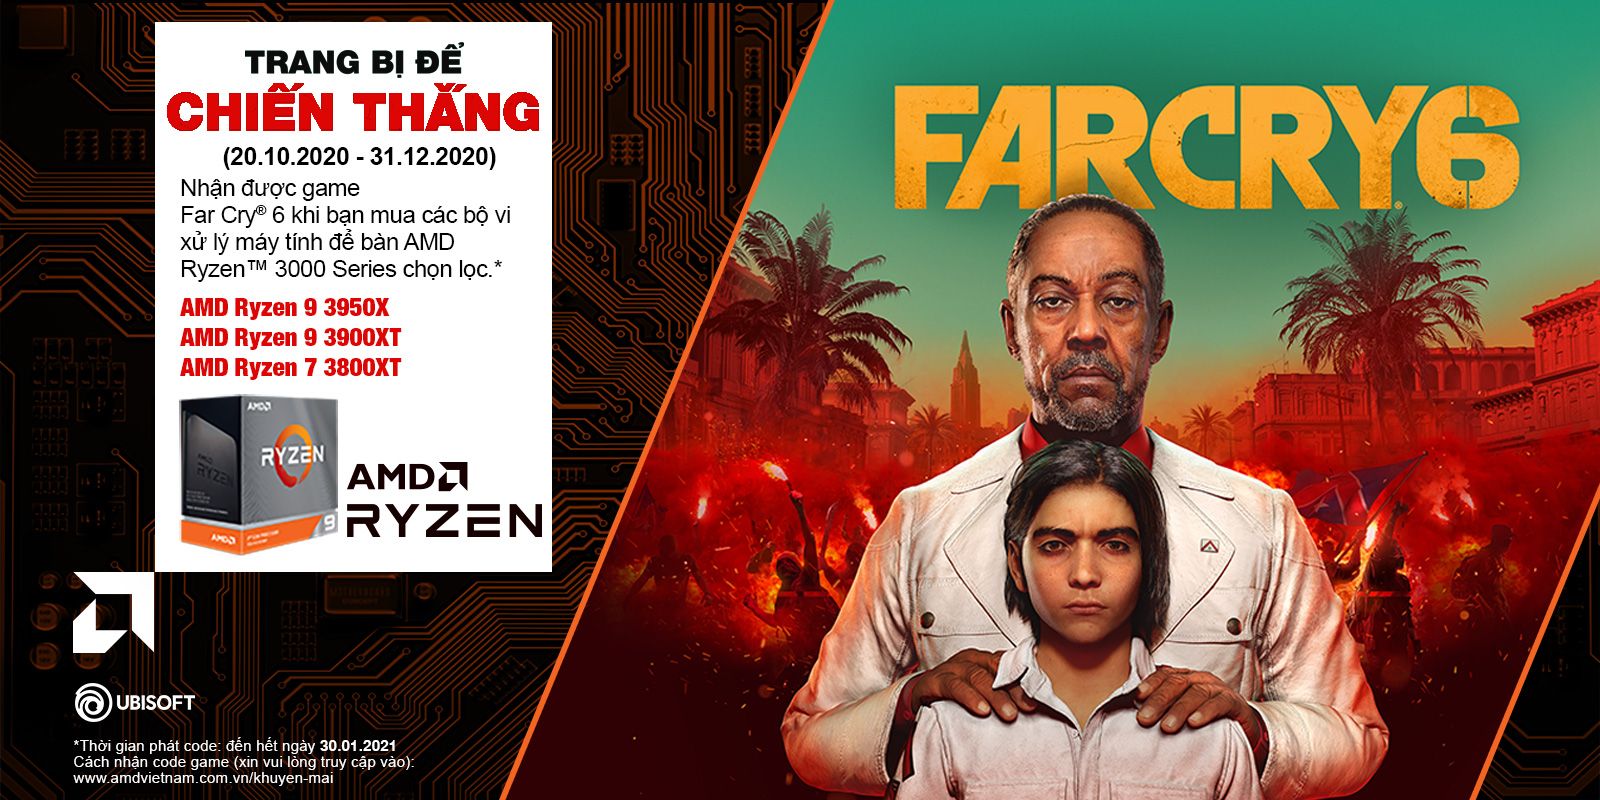 TRANG BỊ ĐỂ
CHIẾN THẮNG
(20.10.2020 - 31.12.2020)
Nhận được game
Far Cry® 6 khi bạn mua các bộ vi
xử lý máy tính để bàn AMD
Ryzen™ 3000 Series chọn lọc.*
AMD Ryzen 9 3950X
AMD Ryzen 9 3900XT
AMD Ryzen 7 3800XT
AMD
RYZEN
RYZEN
AMD
9
AMD
RYZEN
UBISOFT
*Thời gian phát code: đến hết ngày 30.01.2021
Cách nhận code game (xin vui lòng truy cập vào):
www.amdvietnam.com.vn/khuyen-mai
FARCRY6